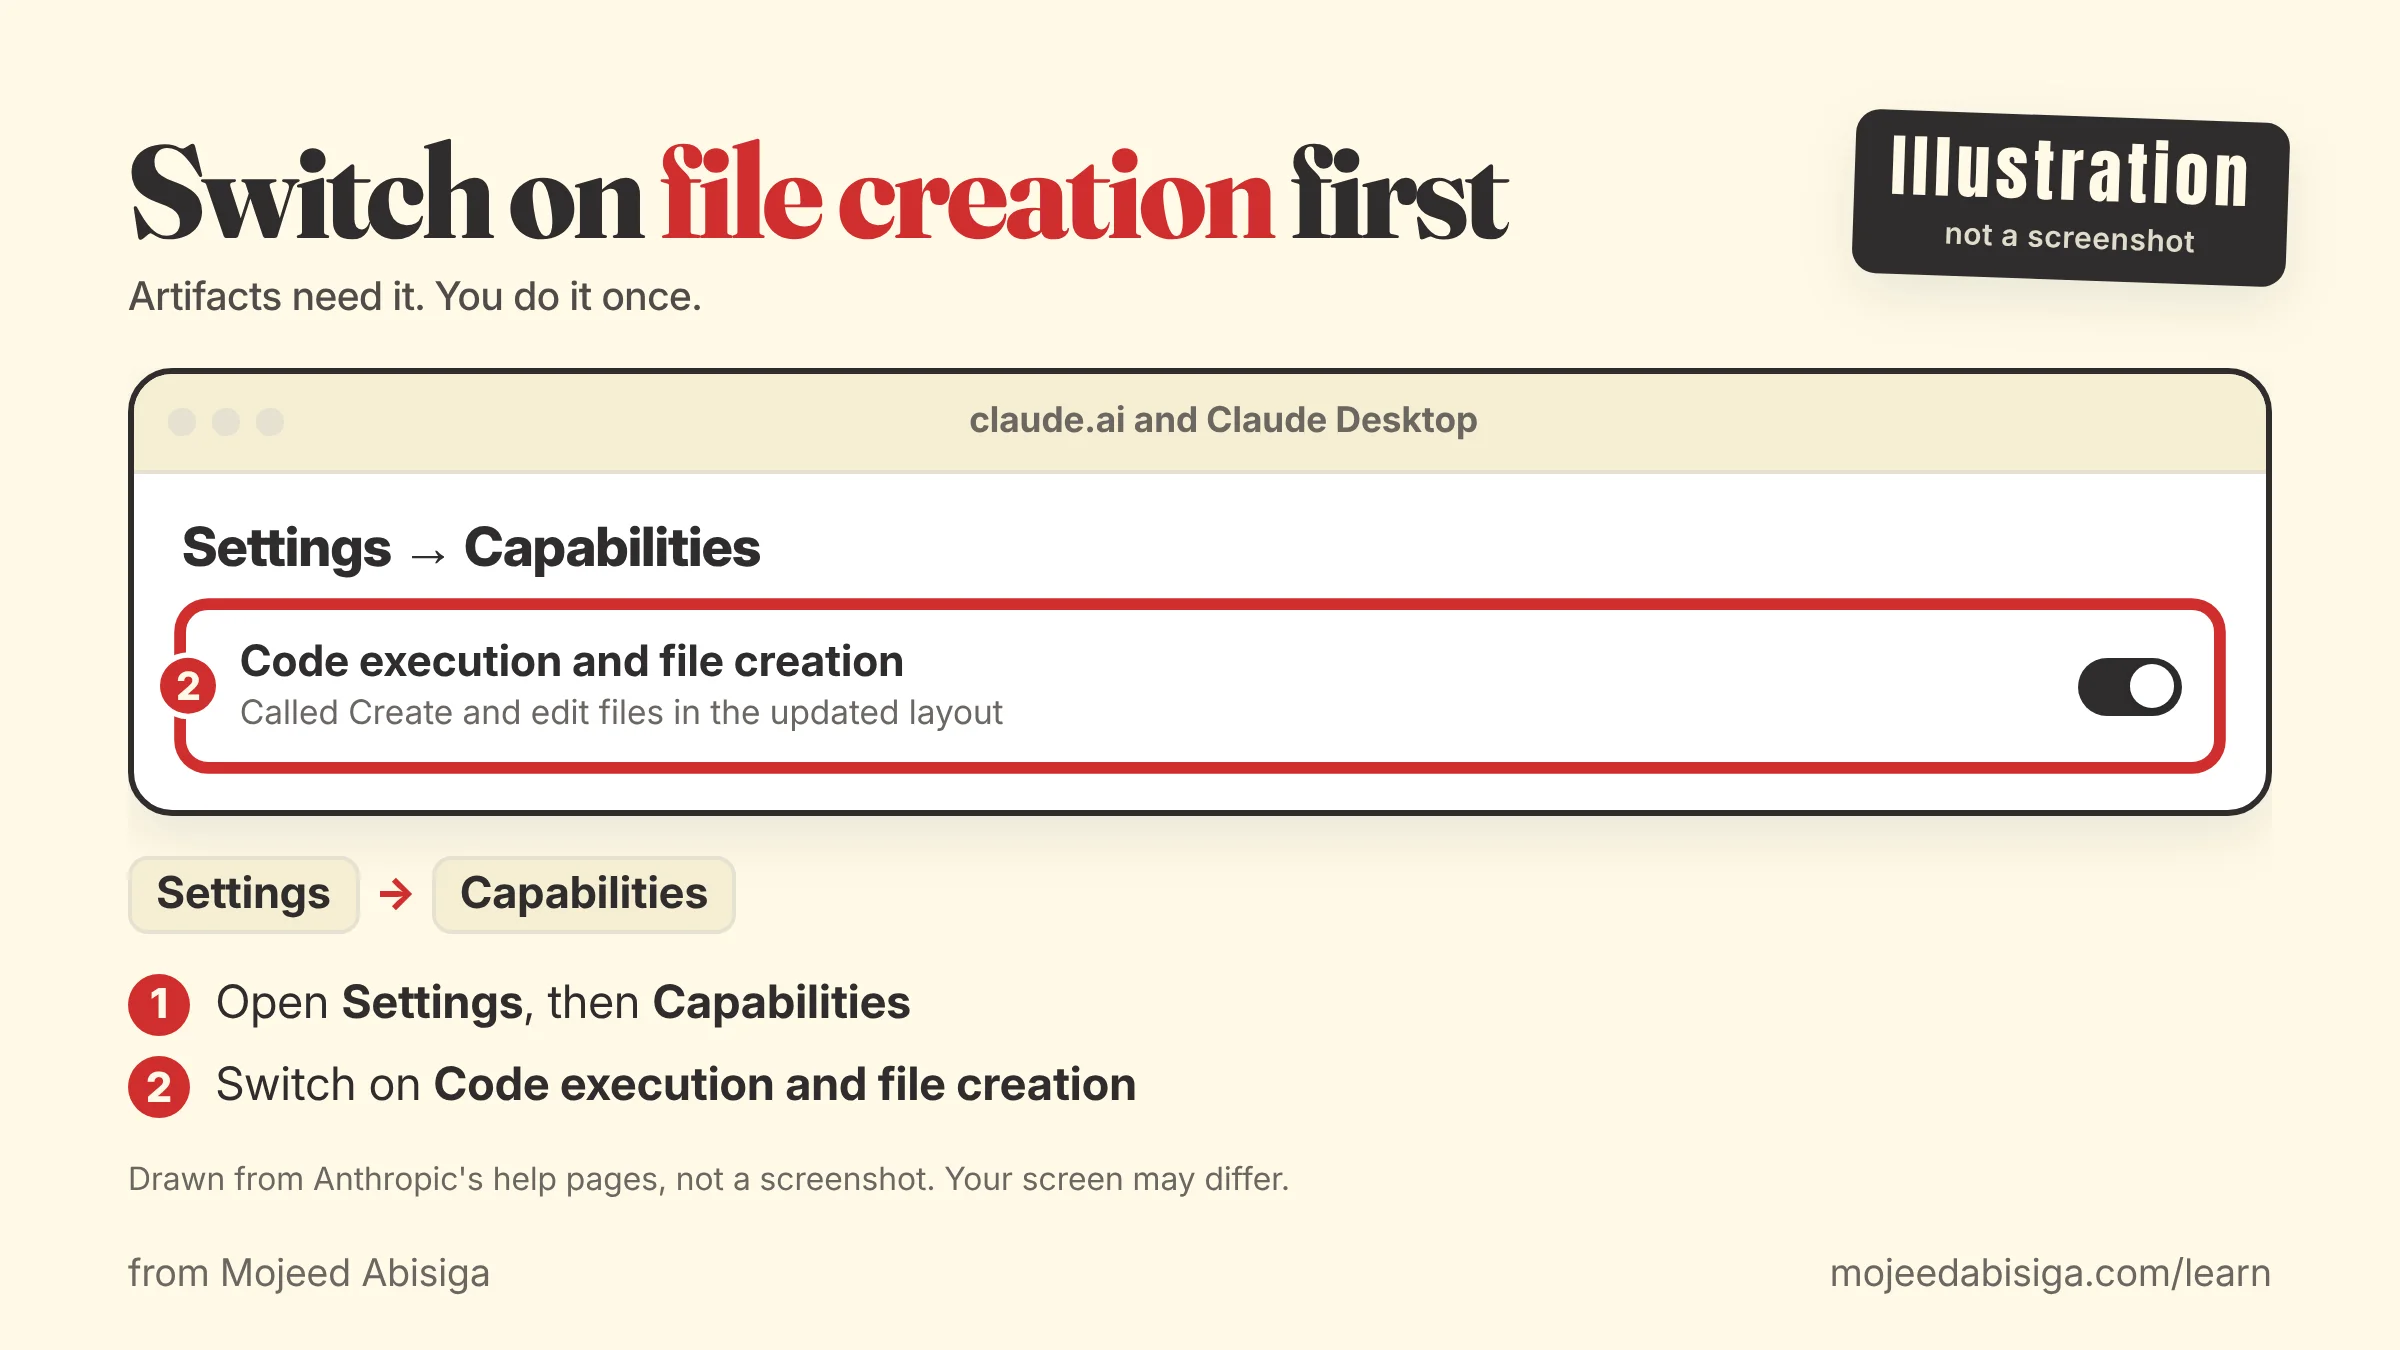 Switch on file creation first
Illustration
not a screenshot
Artifacts need it. You do it once.
claude.ai and Claude Desktop
Settings → Capabilities
2
Code execution and file creation
Called Create and edit files in the updated layout
Settings → Capabilities
1 Open Settings, then Capabilities
2 Switch on Code execution and file creation
Drawn from Anthropic's help pages, not a screenshot. Your screen may differ.
from Mojeed Abisiga
mojeedabisiga.com/learn